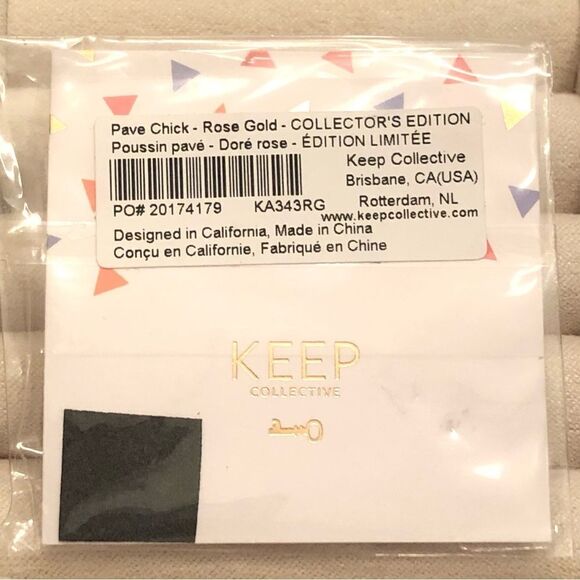 Pave Chick - Rose Gold - COLLECTOR'S EDITION
Poussin pavé - Doré rose - ÉDITION LIMITÉE
Keep Collective
Brisbane, CA(USA)
PO# 20174179 KA343RG Rotterdam, NL
www.keepcollective.com
Designed in California, Made in China
Conçu en Californie, Fabriqué en Chine
KEEP
COLLECTIVE